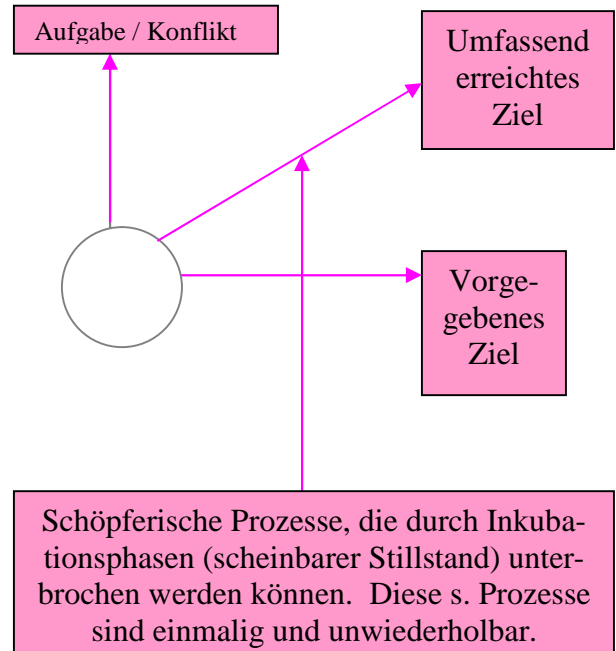 Aufgabe / Konflikt
Umfassend
erreichtes
Ziel
Vorge-
gebenes
Ziel
Schöpferische Prozesse, die durch Inkuba-
tionsphasen (scheinbarer Stillstand) unter-
brochen werden können.  Diese s. Prozesse
sind einmalig und unwiederholbar.